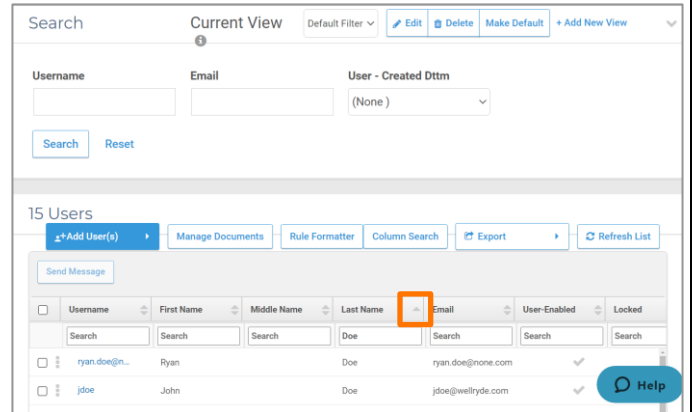 Search Current View Default Filter Edit Delete Make Default + Add New View
Username Email User - Created Dttm
(None )
Search Reset
15 Users
+Add User(s) Manage Documents Rule Formatter Column Search Export Refresh List
Send Message
Username First Name Middle Name Last Name Email User-Enabled Locked
Search Search Search Doe Search Search Search
ryan.doe@n... Ryan Doe ryan.doe@none.com
jdoe John Doe jdoe@wellryde.com
Help